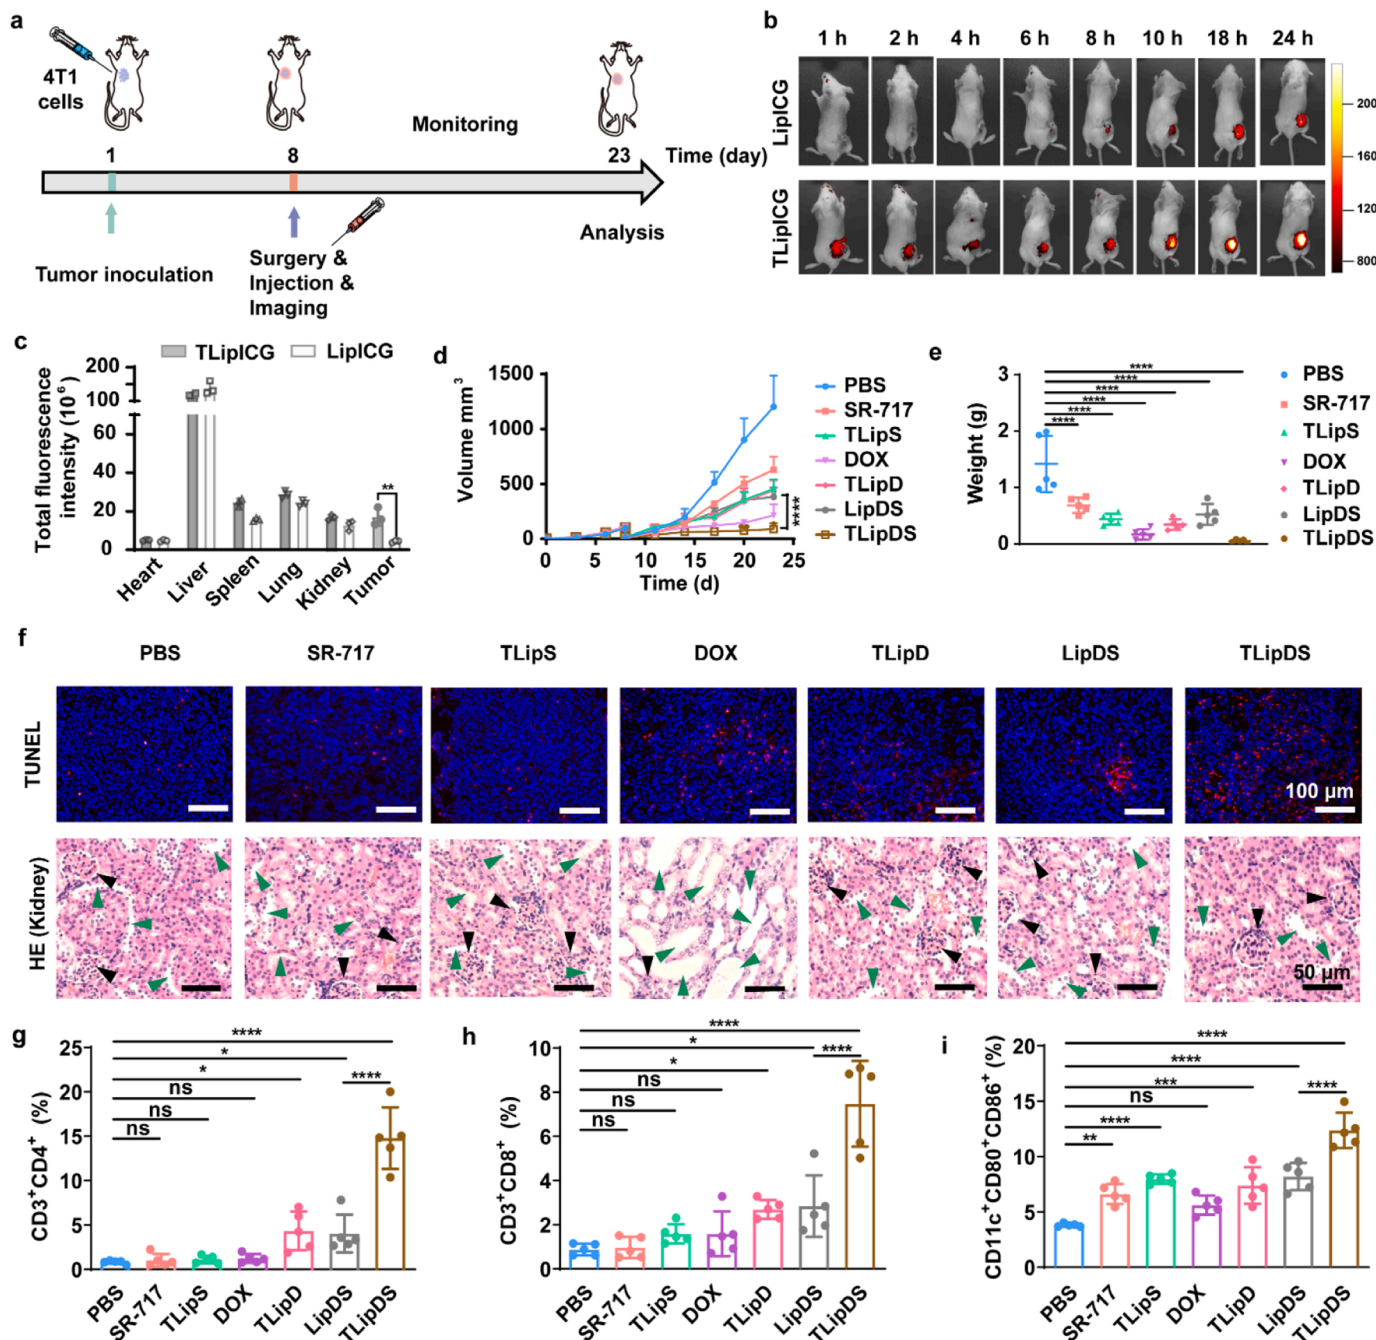 a
4T1
cells
Monitoring
1
8
23
Time (day)
Tumor inoculation
Surgery &
Injection &
Imaging
Analysis
b
1 h
2 h
4 h
6 h
8 h
10 h
18 h
24 h
LipICG
TLipICG
200
160
120
800
c
TLipICG
LipICG
Total fluorescence
intensity (10⁶)
200
100
60
40
20
0
**
Heart
Liver
Spleen
Lung
Kidney
Tumor
d
Volume mm³
1500
1000
500
0
0
5
10
15
20
25
Time (d)
****
PBS
SR-717
TLipS
DOX
TLipD
LipDS
TLipDS
e
Weight (g)
3
2
1
0
****
****
****
****
****
****
PBS
SR-717
TLipS
DOX
TLipD
LipDS
TLipDS
f
PBS
SR-717
TLipS
DOX
TLipD
LipDS
TLipDS
TUNEL
100 μm
HE (Kidney)
50 μm
g
CD3⁺CD4⁺ (%)
25
20
15
10
5
0
****
*
*
****
ns
ns
ns
PBS
SR-717
TLipS
DOX
TLipD
LipDS
TLipDS
h
CD3⁺CD8⁺ (%)
10
8
6
4
2
0
****
*
****
*
ns
ns
ns
PBS
SR-717
TLipS
DOX
TLipD
LipDS
TLipDS
i
CD11c⁺CD80⁺CD86⁺ (%)
20
15
10
5
0
****
****
***
****
ns
****
**
PBS
SR-717
TLipS
DOX
TLipD
LipDS
TLipDS